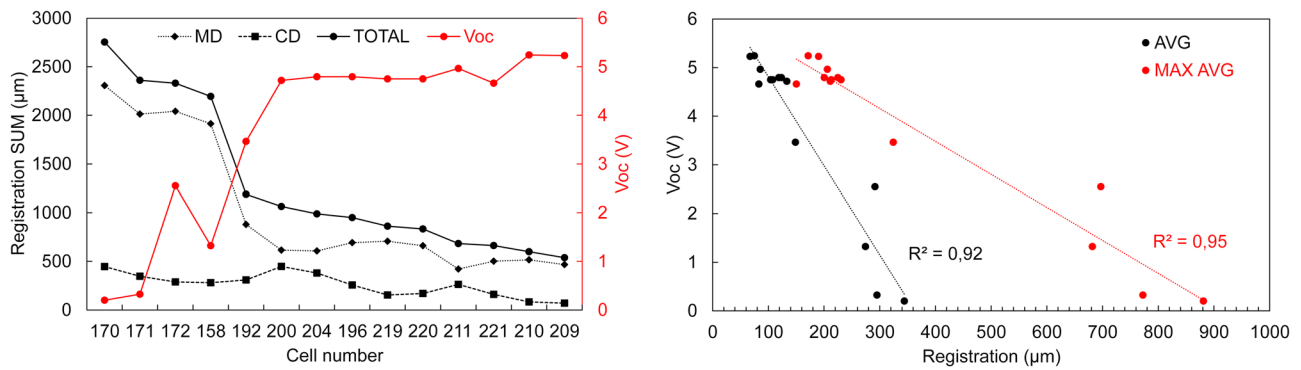 MD CD TOTAL Voc
Registration SUM (µm)
3000
2500
2000
1500
1000
500
0
6
5
4
3
2
1
0
Voc (V)
170 171 172 158 192 200 204 196 219 220 211 221 210 209
Cell number
AVG
MAX AVG
Voc (V)
6
5
4
3
2
1
0
R² = 0,92
R² = 0,95
0 100 200 300 400 500 600 700 800 900 1000
Registration (µm)